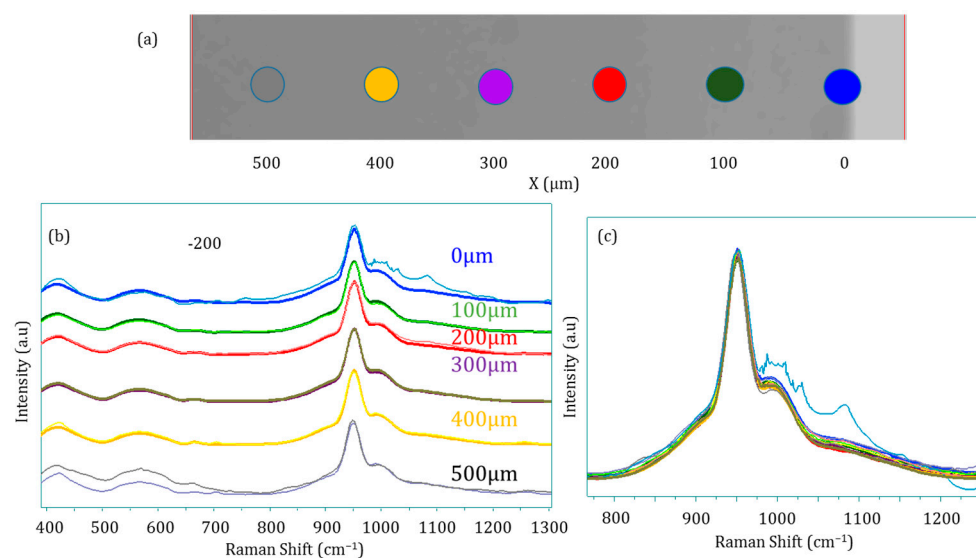 (a)
500 400 300 200 100 0
X (μm)
(b)
-200
0μm
100μm
200μm
300μm
400μm
500μm
Intensity (a.u)
400 500 600 700 800 900 1000 1100 1200 1300
Raman Shift (cm⁻¹)
(c)
Intensity (a.u)
800 900 1000 1100 1200
Raman Shift (cm⁻¹)